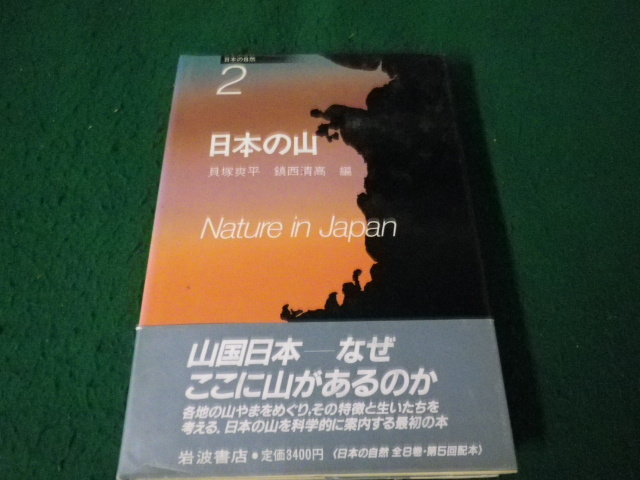 日本の自然
2
日本の山
貝塚爽平 鎮西清高 編
Nature in Japan
山国日本──なぜ
ここに山があるのか
各地の山やまをめぐり,その特徴と生いたちを
考える. 日本の山を科学的に案内する最初の本
岩波書店●定価3400円〈日本の自然 全8巻・第5回配本〉